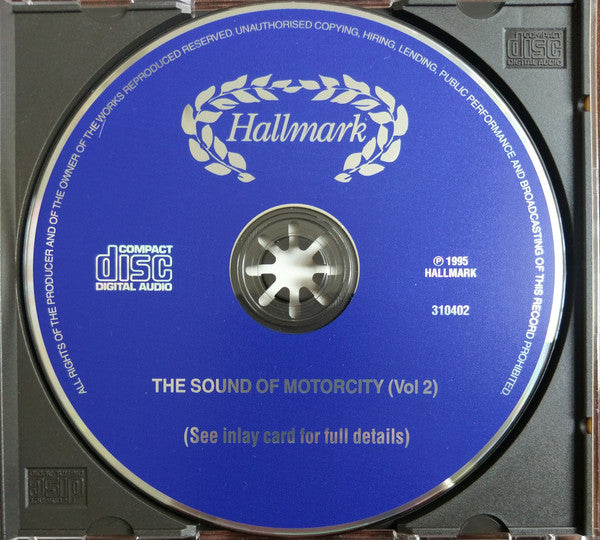 ALL RIGHTS OF THE PRODUCER AND OF THE OWNER OF THE WORKS REPRODUCED RESERVED. UNAUTHORISED COPYING, HIRING, LENDING, PUBLIC PERFORMANCE AND BROADCASTING OF THIS RECORD PROHIBITED.
COMPACT
disc
DIGITAL AUDIO
Hallmark
COMPACT
disc
DIGITAL AUDIO
℗ 1995
HALLMARK
310402
THE SOUND OF MOTORCITY (Vol 2)
(See inlay card for full details)